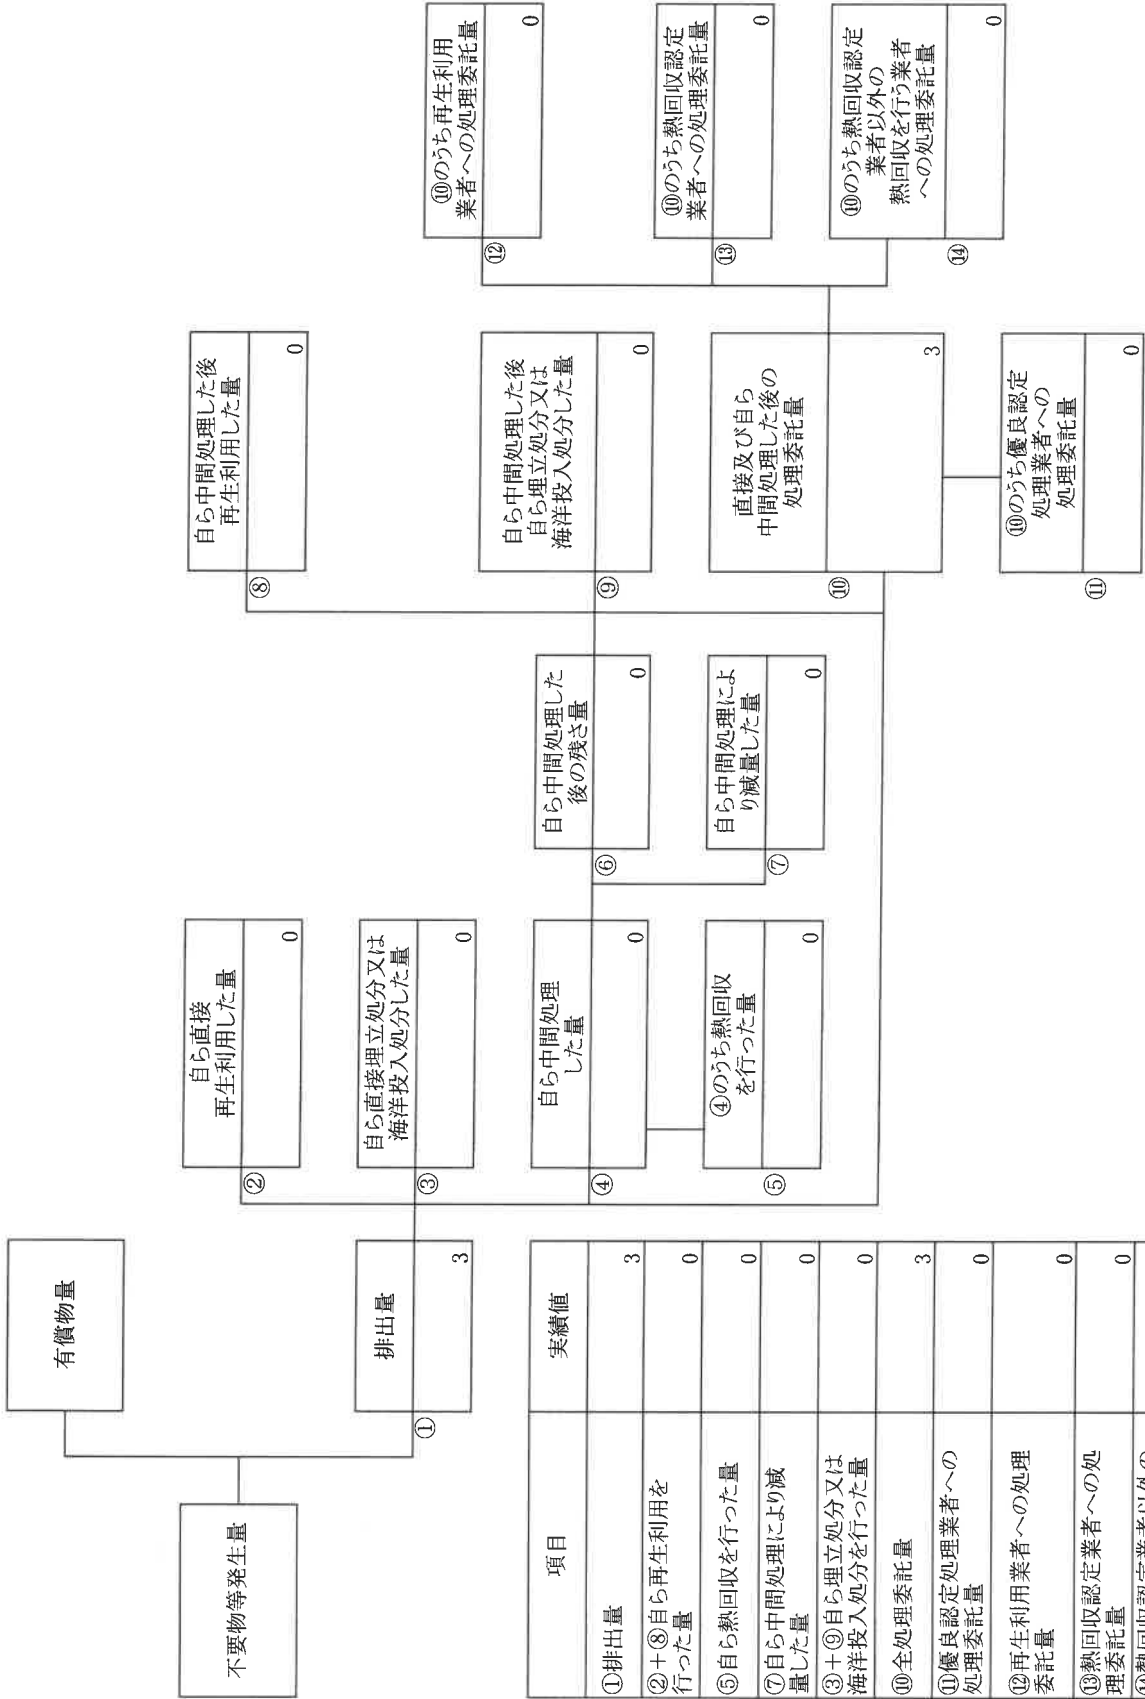 不要物等発生量
有償物量
①
排出量
3
②
自ら直接
再生利用した量
0
③
自ら直接埋立処分又は
海洋投入処分した量
0
④
自ら中間処理
した量
0
⑤
④のうち熱回収
を行った量
0
⑥
自ら中間処理した
後の残さ量
0
⑦
自ら中間処理によ
り減量した量
0
⑧
自ら中間処理した後
再生利用した量
0
⑨
自ら中間処理した後
自ら埋立処分又は
海洋投入処分した量
0
⑩
直接及び自ら
中間処理した後の
処理委託量
3
⑪
⑩のうち優良認定
処理業者への
処理委託量
0
⑫
⑩のうち再生利用
業者への処理委託量
0
⑬
⑩のうち熱回収認定
業者への処理委託量
0
⑭
⑩のうち熱回収認定
業者以外の
熱回収を行う業者
への処理委託量
0
項目 実績値
①排出量 3
②+⑧自ら再生利用を
行った量 0
⑤自ら熱回収を行った量 0
⑦自ら中間処理により減
量した量 0
③+⑨自ら埋立処分又は
海洋投入処分を行った量 0
⑩全処理委託量 3
⑪優良認定処理業者への
処理委託量 0
⑫再生利用業者への処理
委託量 0
⑬熱回収認定業者への処
理委託量 0